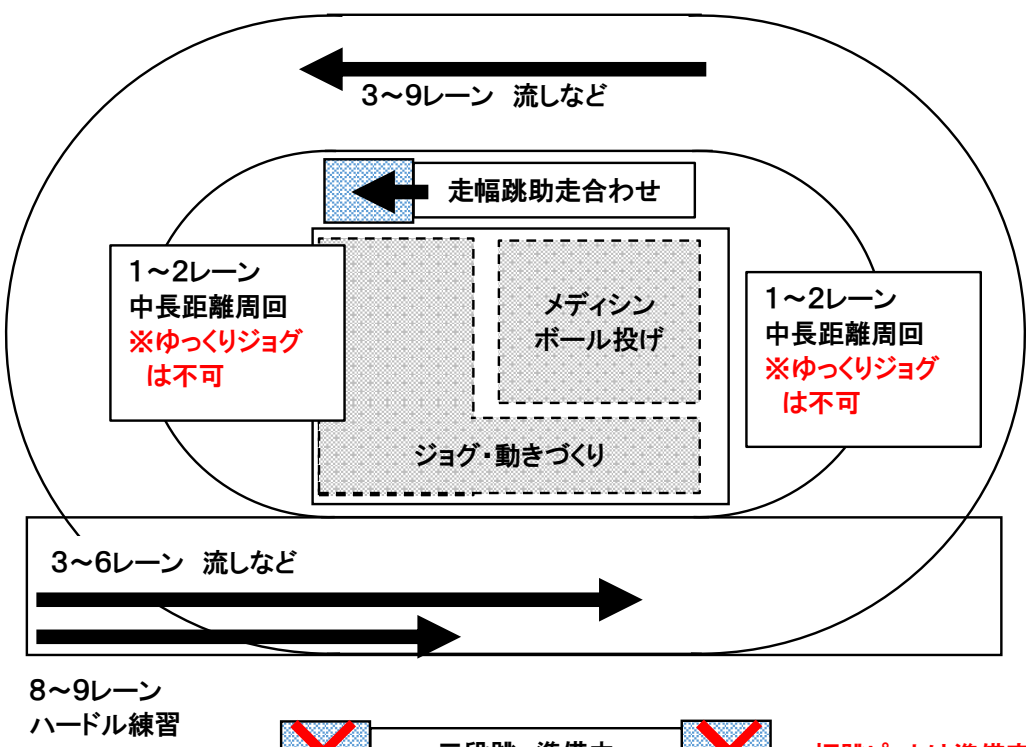 3～9レーン 流しなど
走幅跳助走合わせ
1～2レーン
中長距離周回
※ゆっくりジョグ
は不可
メディシン
ボール投げ
1～2レーン
中長距離周回
※ゆっくりジョグ
は不可
ジョグ・動きづくり
3～6レーン 流しなど
8～9レーン
ハードル練習